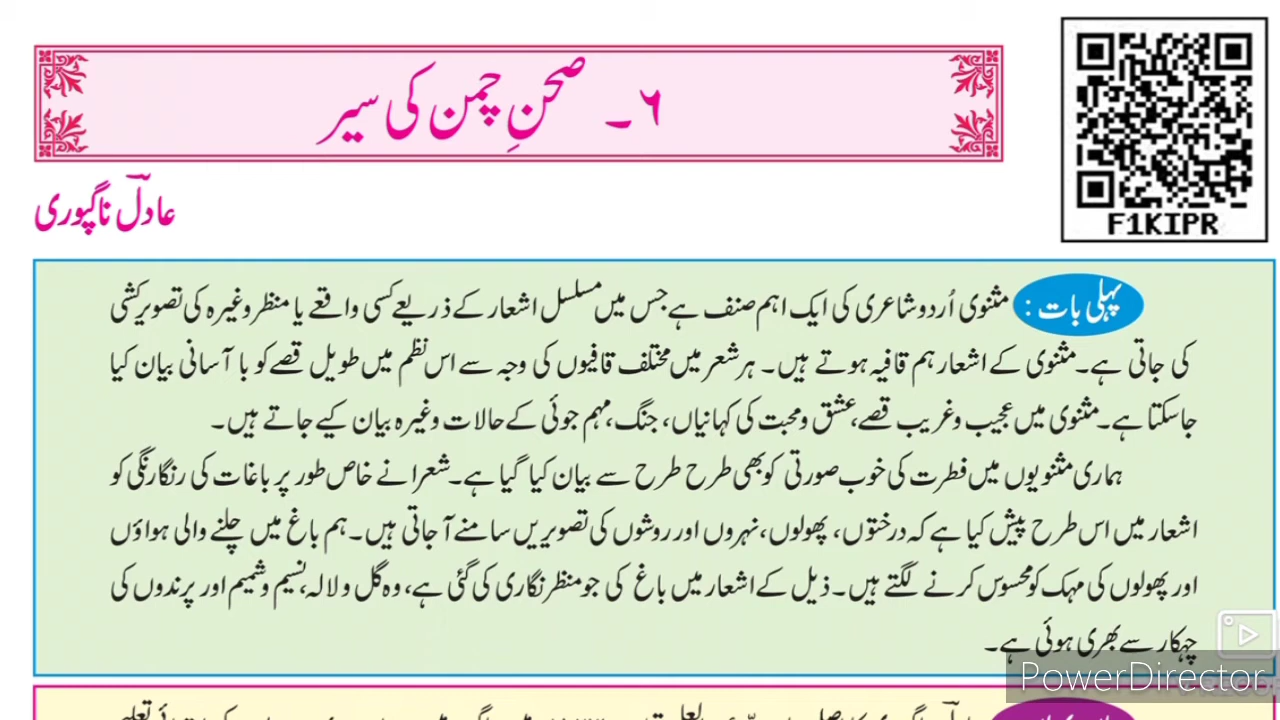 ۶۔ صحنِ چمن کی سیر
F1KIPR
عادلؔ ناگپوری
پہلی بات : مثنوی اُردو شاعری کی ایک اہم صنف ہے جس میں مسلسل اشعار کے ذریعے کسی واقعے یا منظر وغیرہ کی تصویر کشی
کی جاتی ہے۔ مثنوی کے اشعار ہم قافیہ ہوتے ہیں۔ ہر شعر میں مختلف قافیوں کی وجہ سے اس نظم میں طویل قصے کو با آسانی بیان کیا
جاسکتا ہے۔ مثنوی میں عجیب وغریب قصے، عشق ومحبت کی کہانیاں، جنگ، مہم جوئی کے حالات وغیرہ بیان کیے جاتے ہیں۔
ہماری مثنویوں میں فطرت کی خوب صورتی کو بھی طرح طرح سے بیان کیا گیا ہے۔ شعرا نے خاص طور پر باغات کی رنگارنگی کو
اشعار میں اس طرح پیش کیا ہے کہ درختوں، پھولوں، نہروں اور روشوں کی تصویریں سامنے آجاتی ہیں۔ ہم باغ میں چلنے والی ہواؤں
اور پھولوں کی مہک کو محسوس کرنے لگتے ہیں۔ ذیل کے اشعار میں باغ کی جو منظر نگاری کی گئی ہے، وہ گل و لالہ، نسیم و شمیم اور پرندوں کی
چہکار سے بھری ہوئی ہے۔
PowerDirector